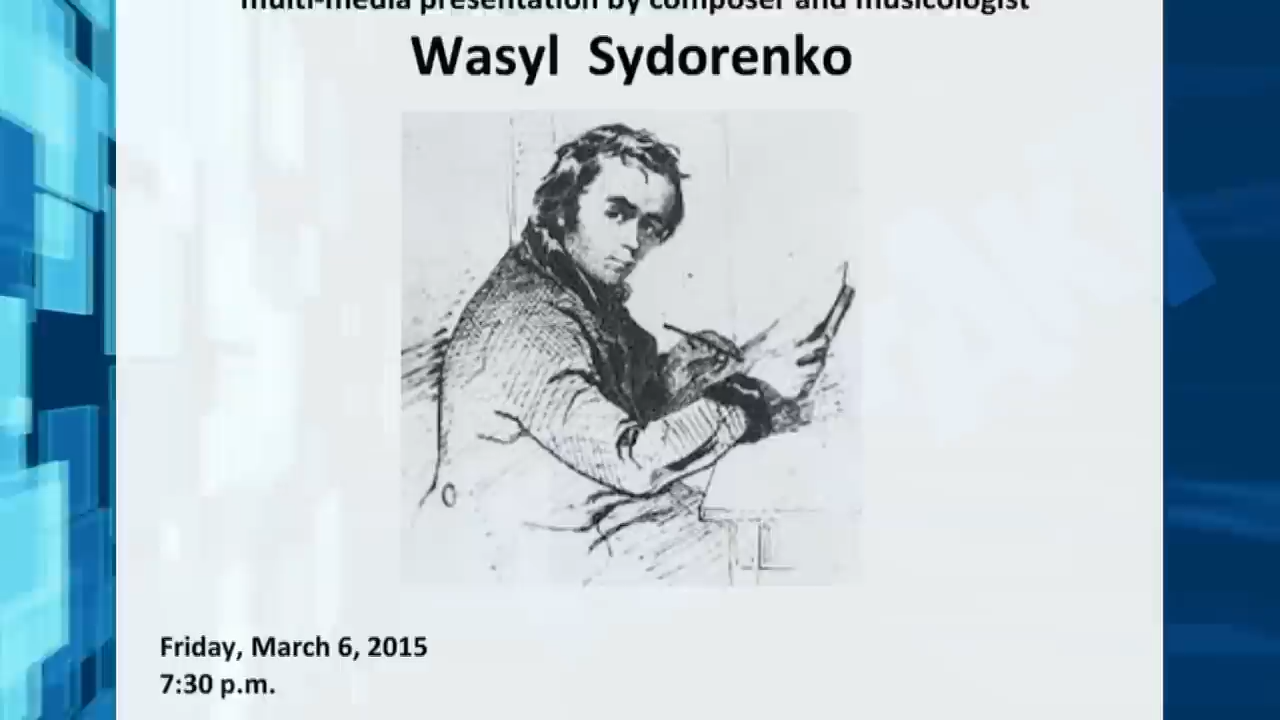 multi-media presentation by composer and musicologist
Wasyl Sydorenko
Friday, March 6, 2015
7:30 p.m.